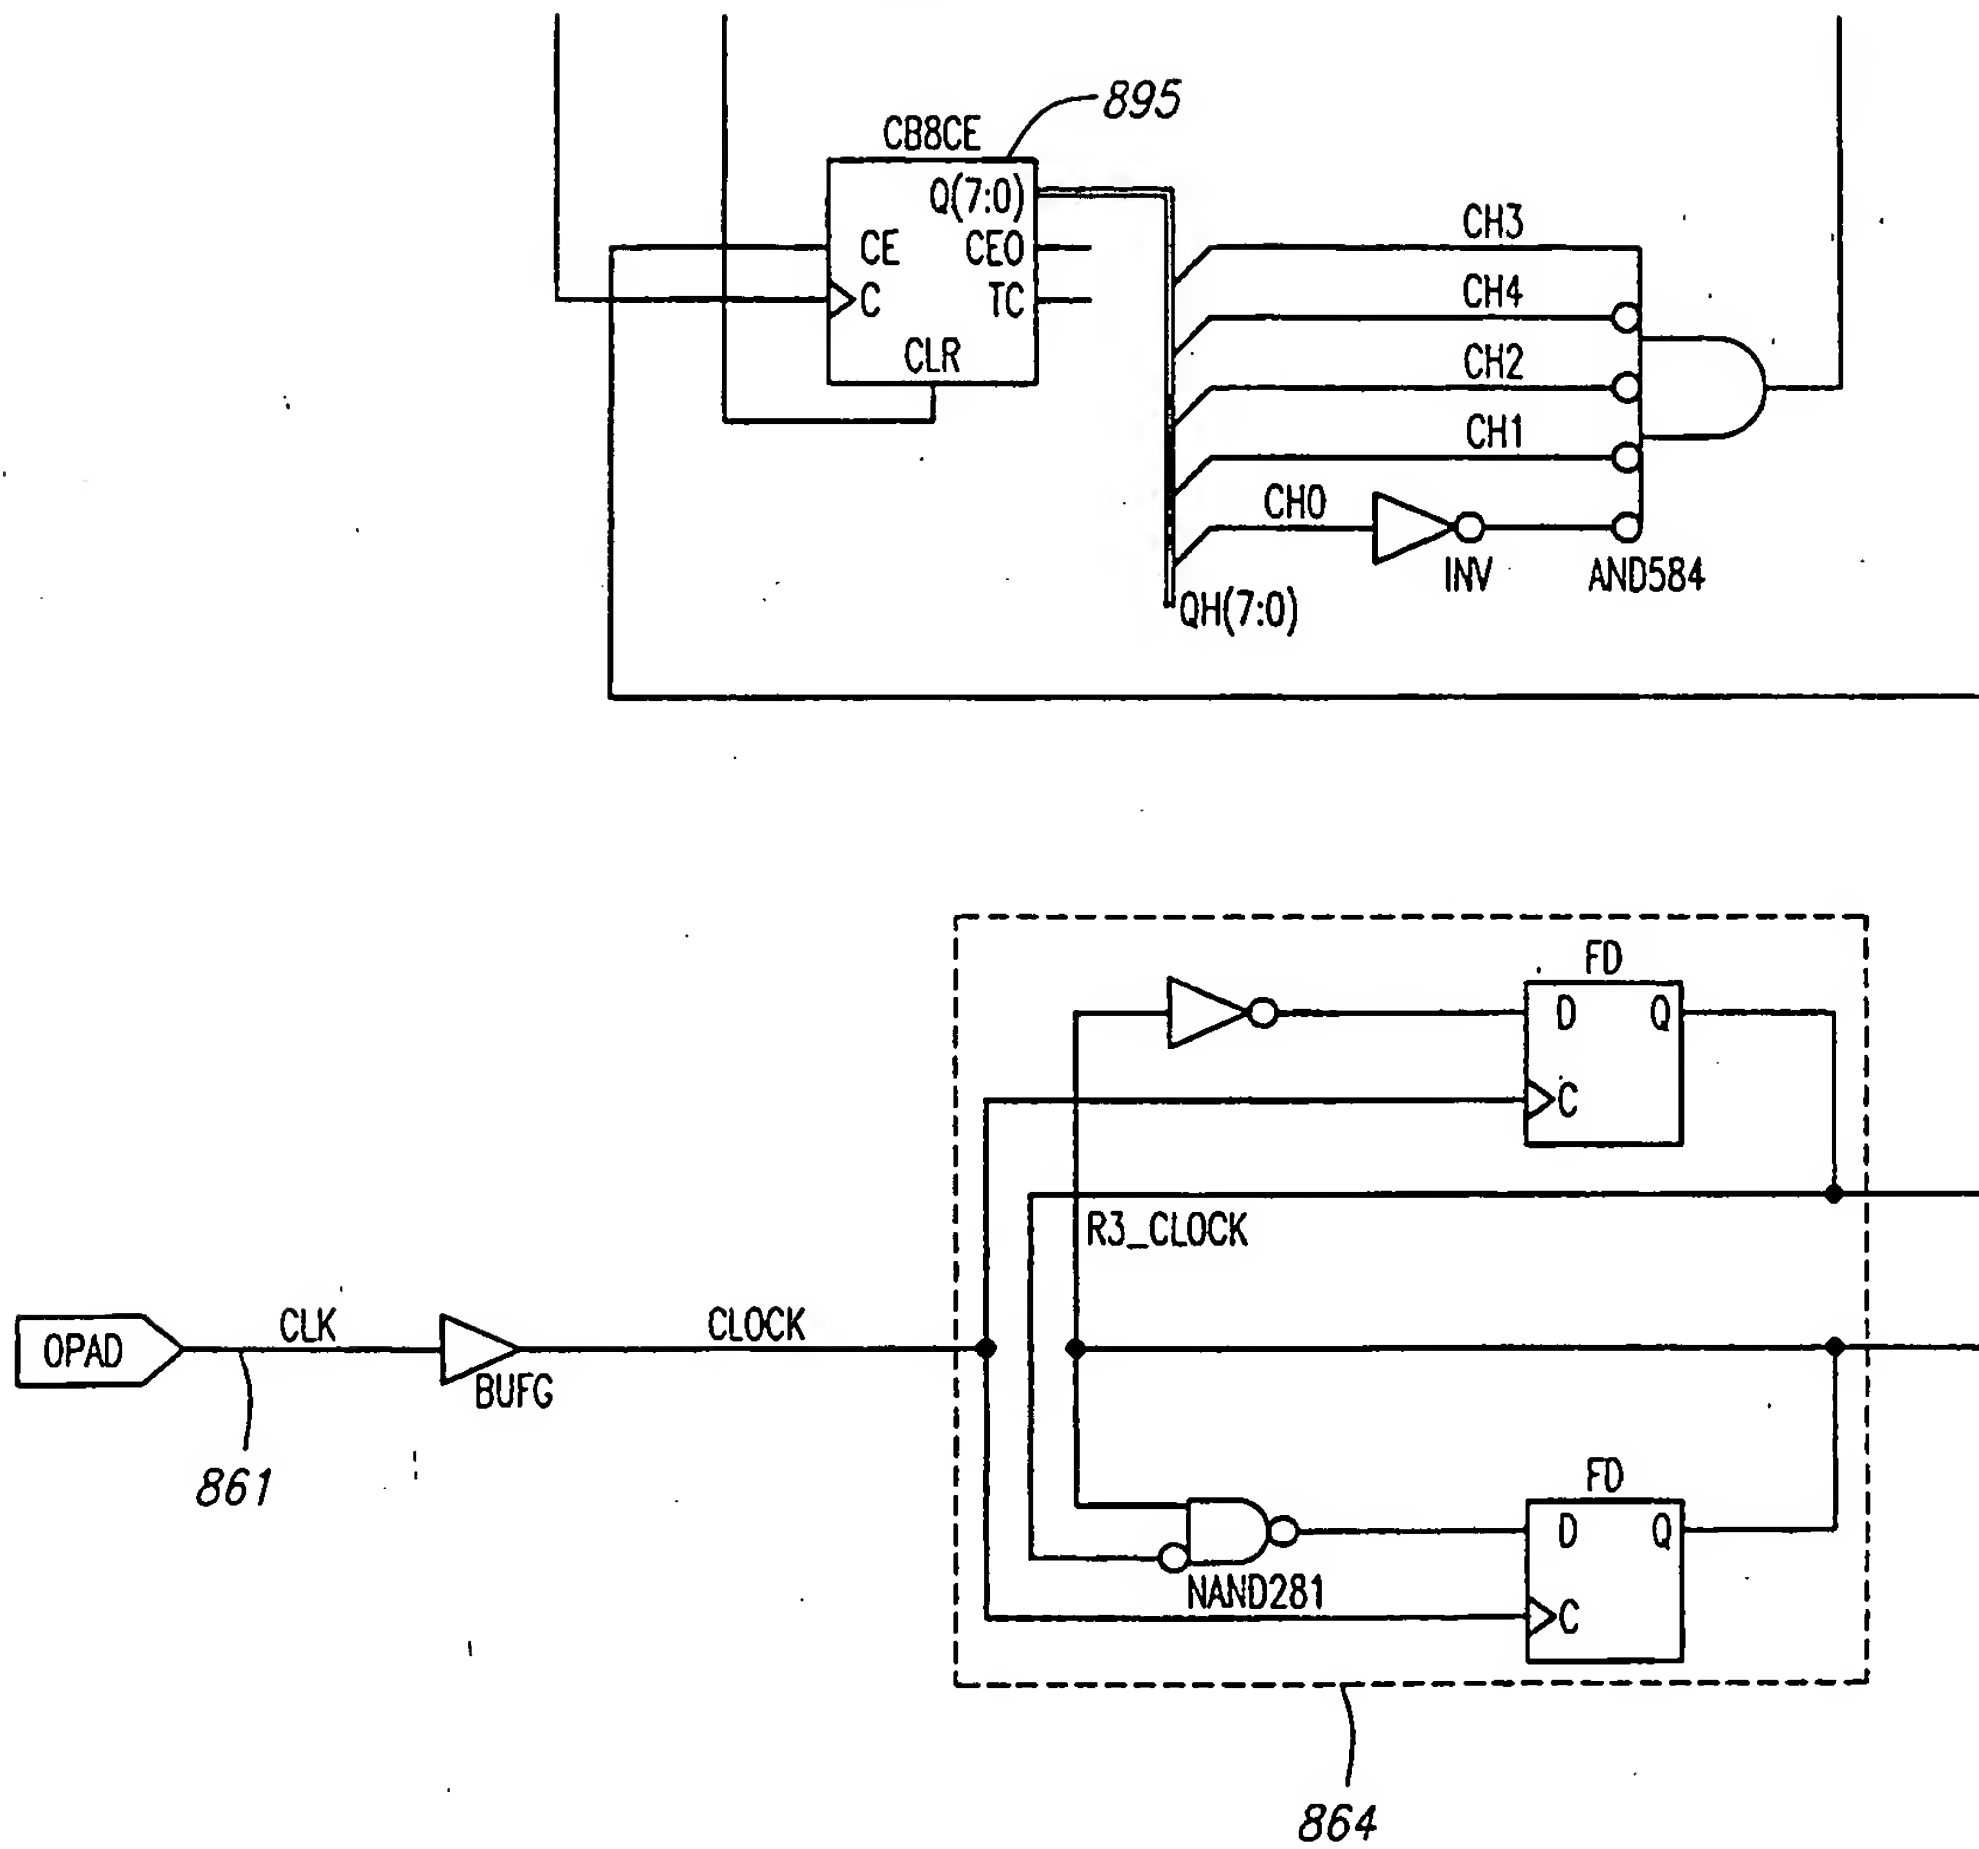 895
CB8CE
Q(7:0)
CE
CEO
C
TC
CLR
CH3
CH4
CH2
CH1
CH0
INV
AND584
QH(7:0)
FD
D
Q
C
R3_CLOCK
OPAD
CLK
BUFG
CLOCK
861
FD
D
Q
C
NAND281
864